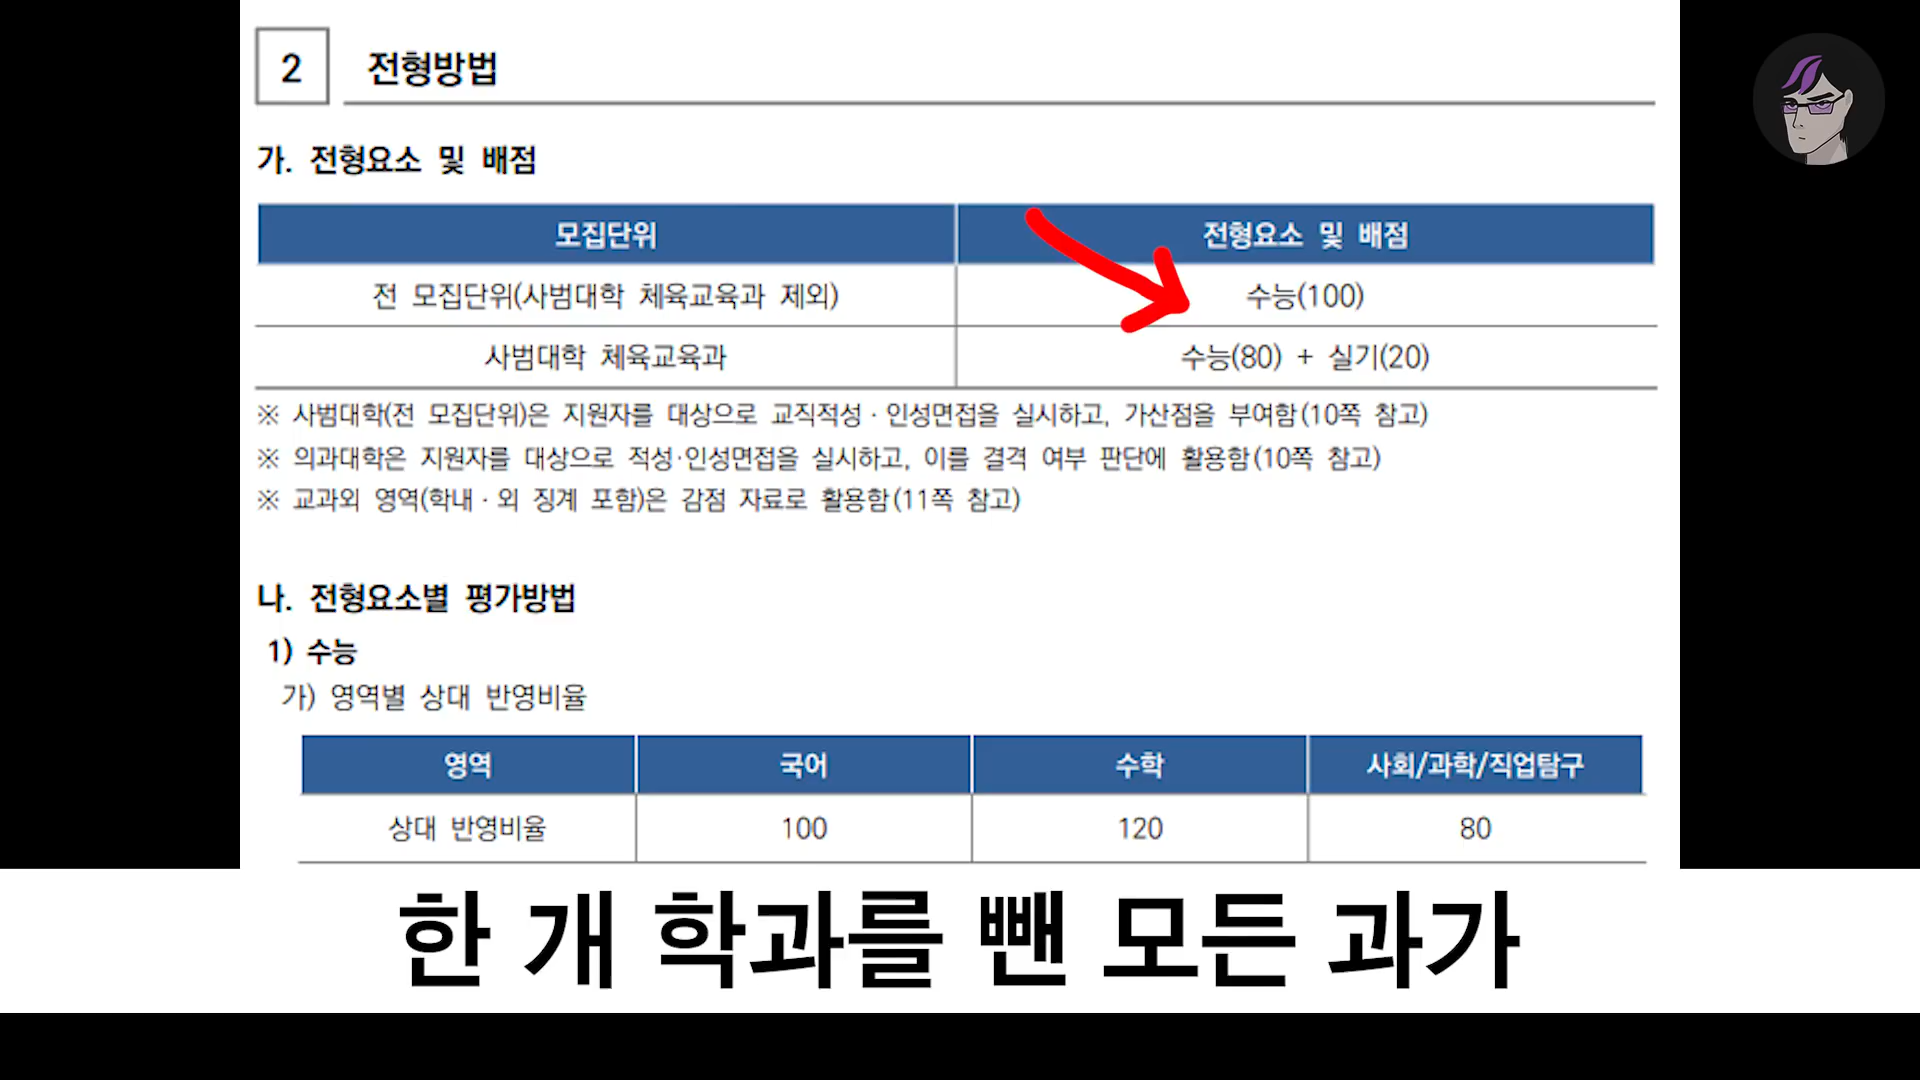 2 전형방법
가. 전형요소 및 배점
모집단위 전형요소 및 배점
전 모집단위(사범대학 체육교육과 제외) 수능(100)
사범대학 체육교육과 수능(80) + 실기(20)
※ 사범대학(전 모집단위)은 지원자를 대상으로 교직적성·인성면접을 실시하고, 가산점을 부여함(10쪽 참고)
※ 의과대학은 지원자를 대상으로 적성·인성면접을 실시하고, 이를 결격 여부 판단에 활용함(10쪽 참고)
※ 교과외 영역(학내·외 징계 포함)은 감점 자료로 활용함(11쪽 참고)
나. 전형요소별 평가방법
1) 수능
가) 영역별 상대 반영비율
영역 국어 수학 사회/과학/직업탐구
상대 반영비율 100 120 80
한 개 학과를 뺀 모든 과가